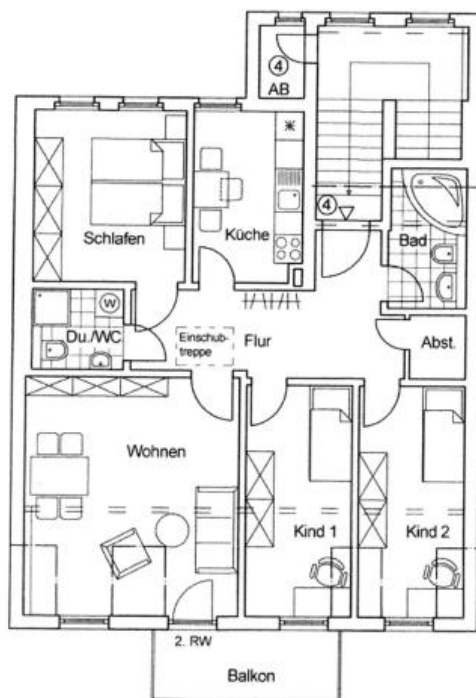 ④
AB
④
Schlafen
Küche
Bad
W
Du./WC
Einschub-
treppe
Flur
Abst.
Wohnen
Kind 1
Kind 2
2. RW
Balkon